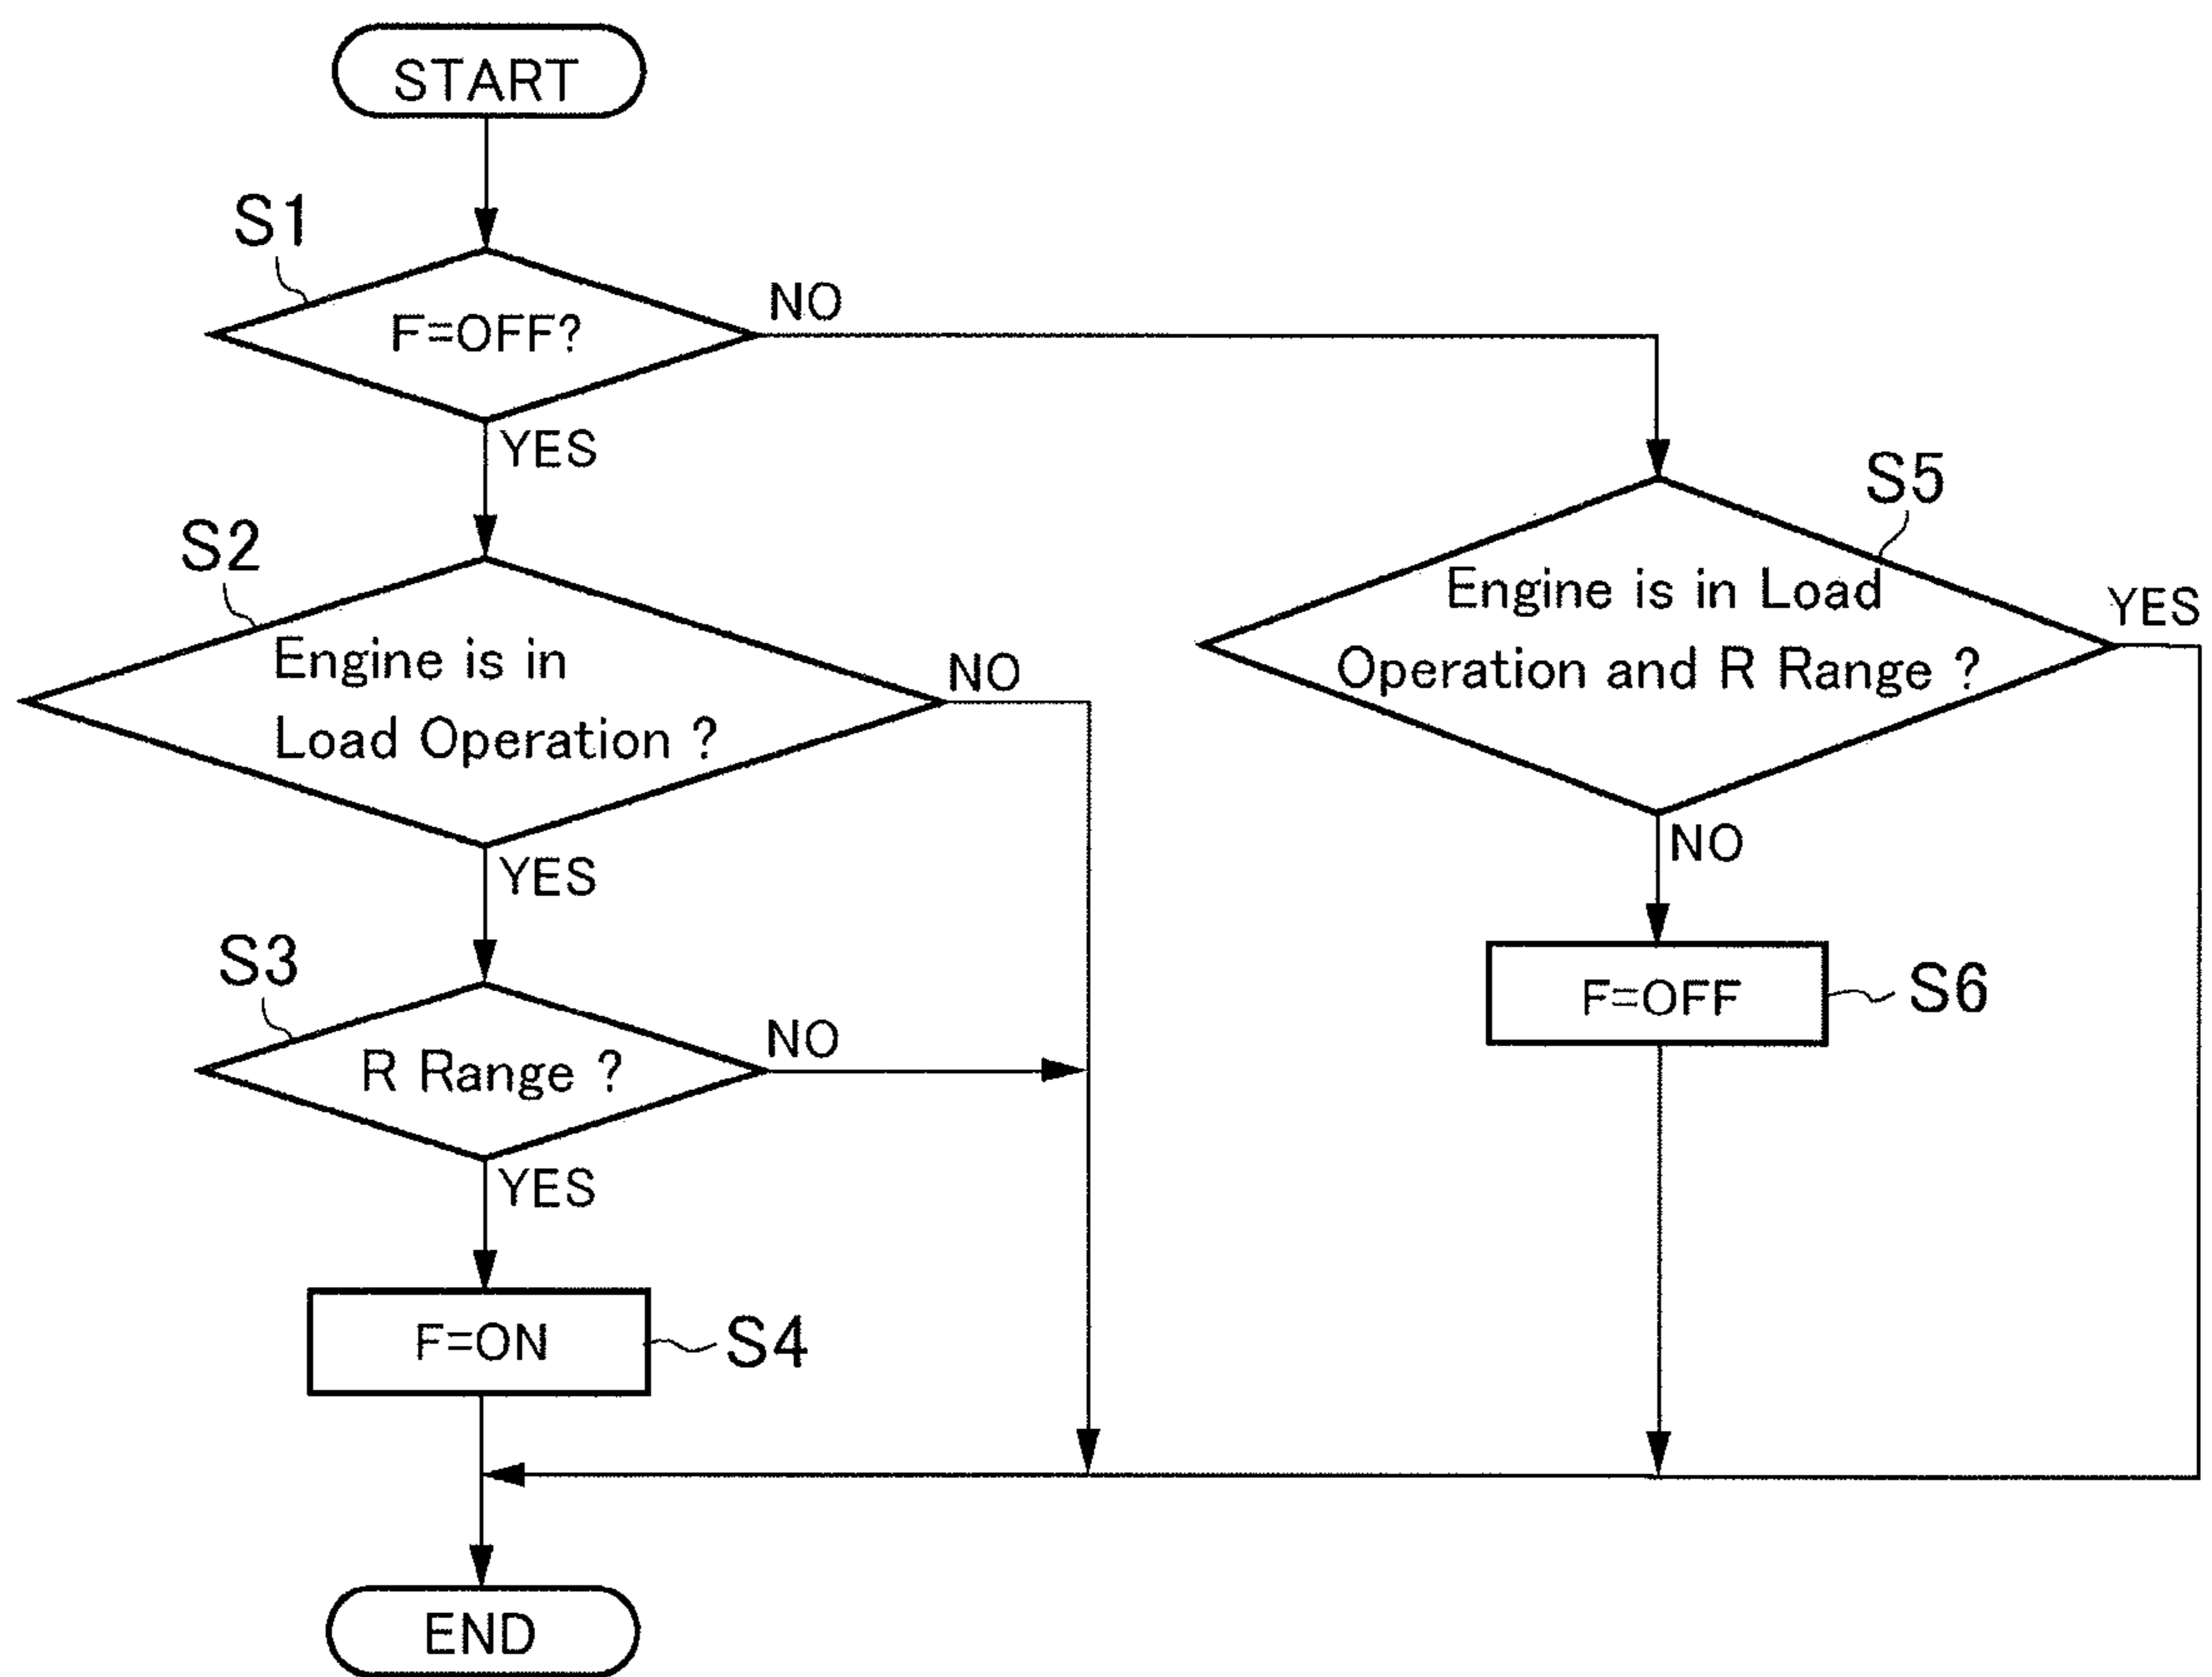 START
S1
F=OFF?
NO
YES
S2
Engine is in
Load Operation ?
NO
YES
S3
R Range ?
NO
YES
F=ON
S4
S5
Engine is in Load
Operation and R Range ?
YES
NO
F=OFF
S6
END